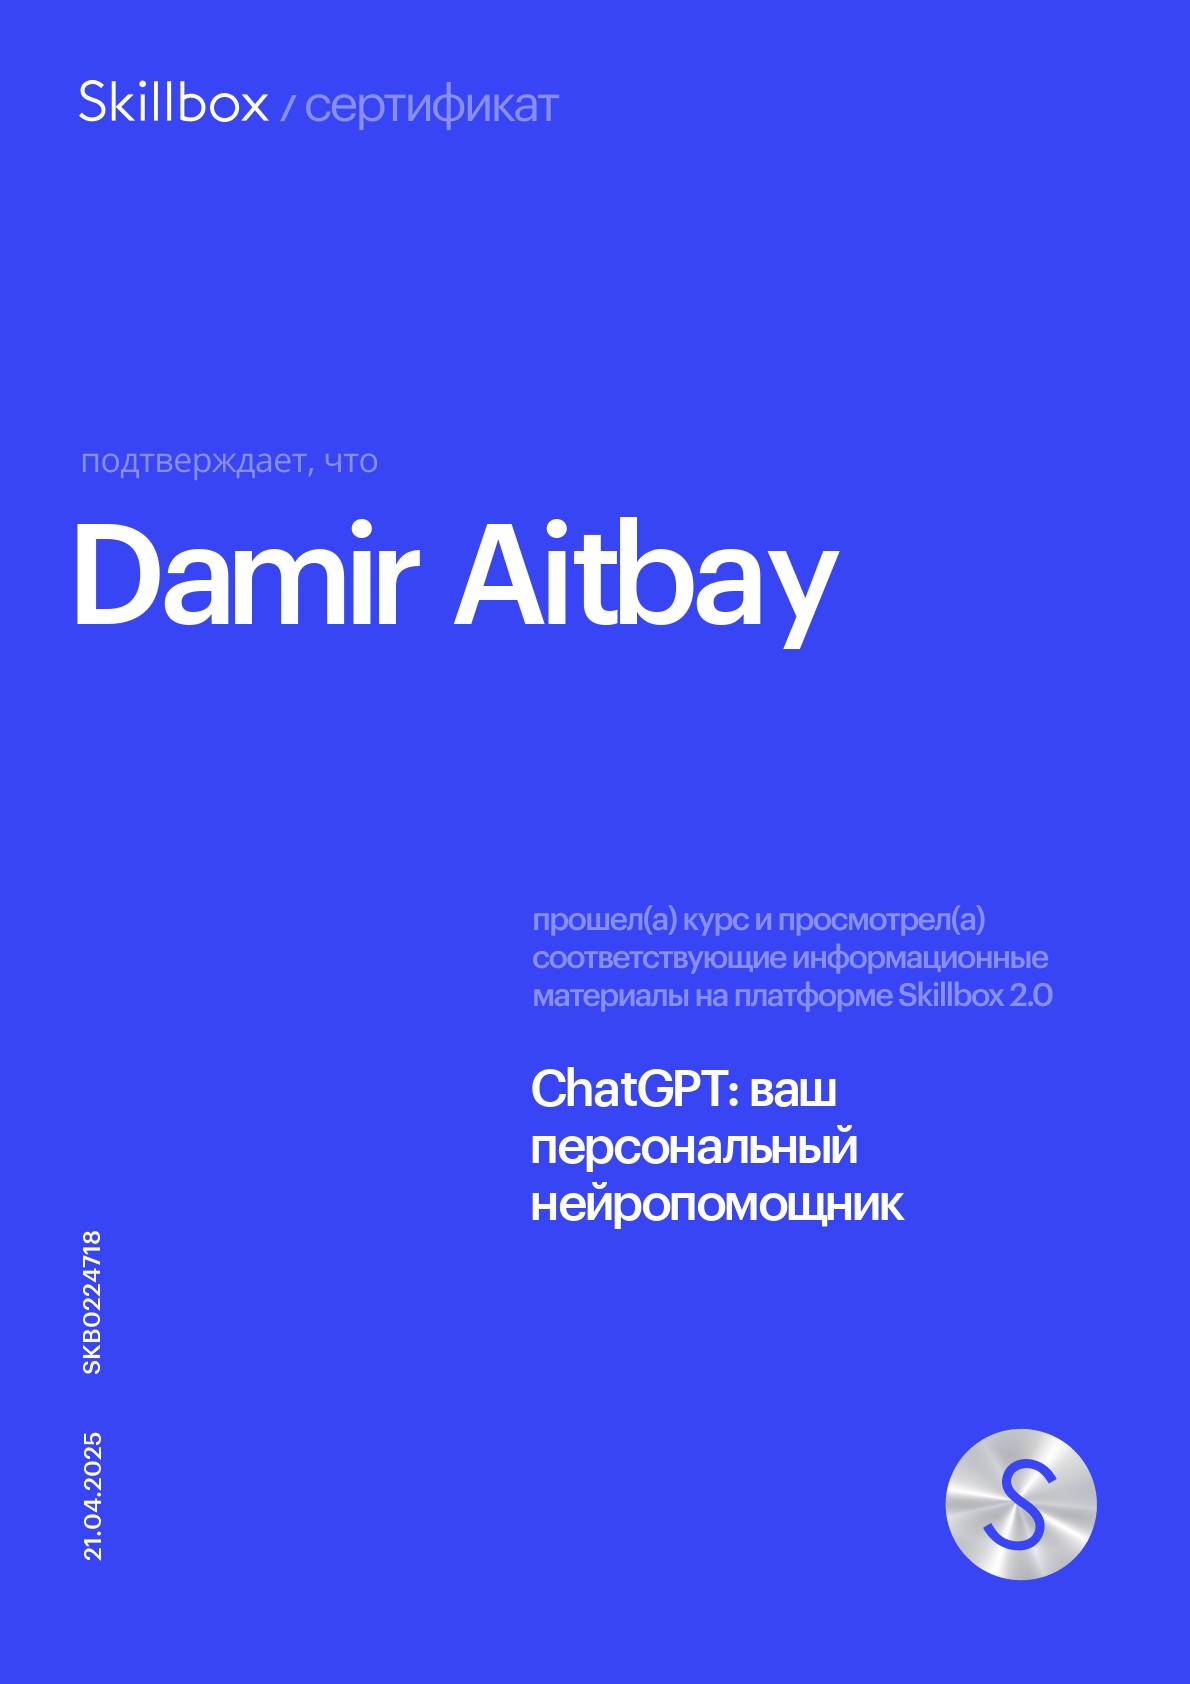 Skillbox / сертификат
подтверждает, что
Damir Aitbay
прошел(а) курс и просмотрел(а)
соответствующие информационные
материалы на платформе Skillbox 2.0
ChatGPT: ваш
персональный
нейропомощник
SKB0224718
21.04.2025
S